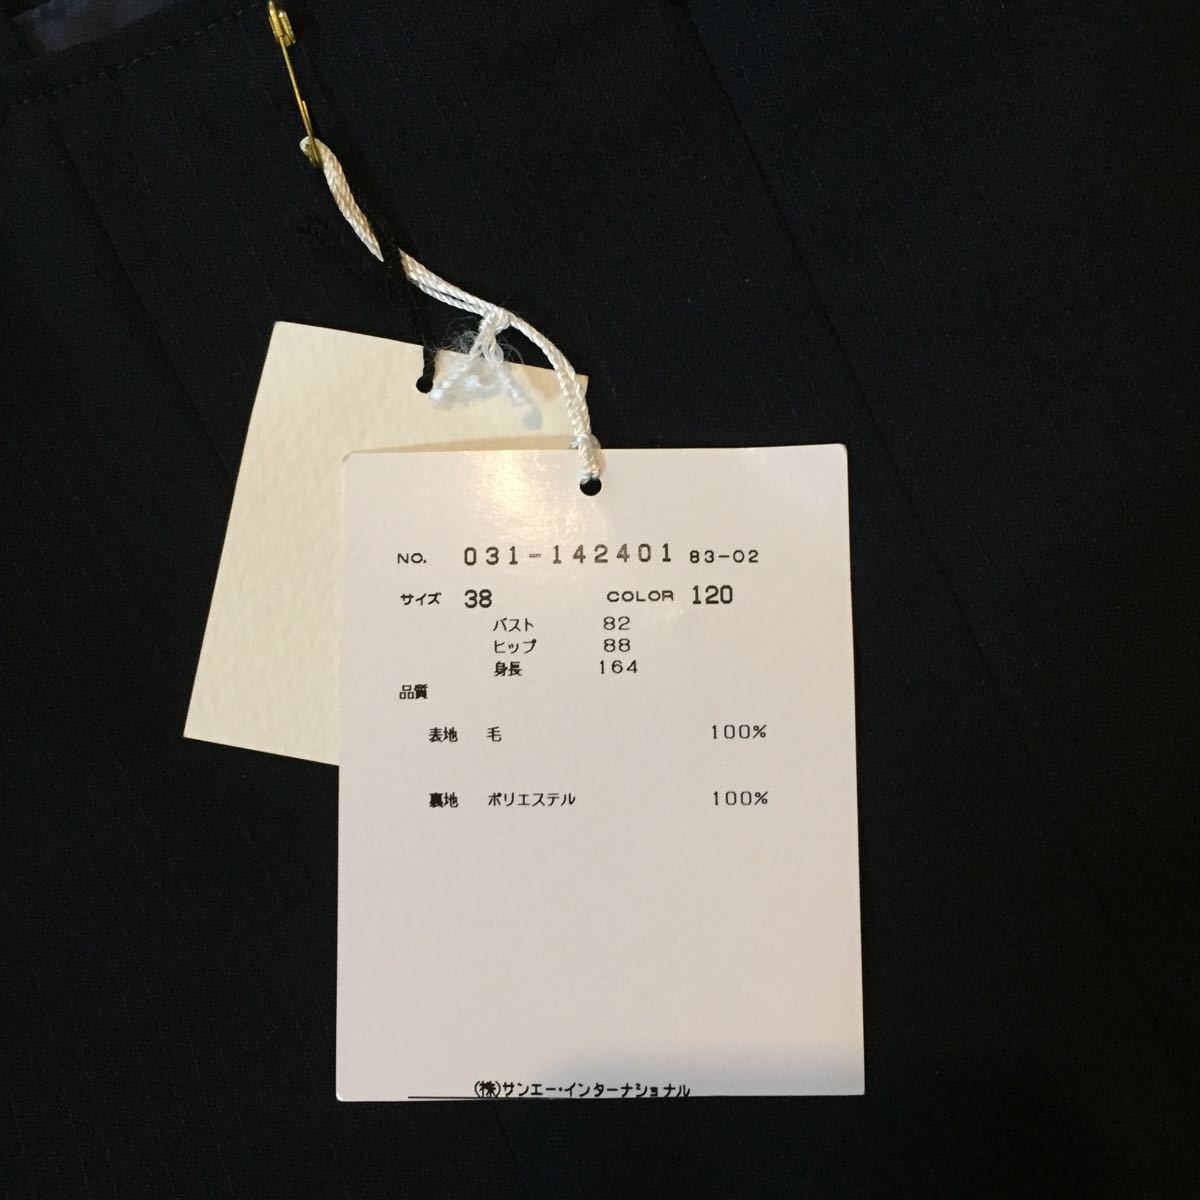 NO. 031-142401 83-02
サイズ 38 COLOR 120
バスト 82
ヒップ 88
身長 164
品質
表地 毛 100%
裏地 ポリエステル 100%
(株)サンエー・インターナショナル